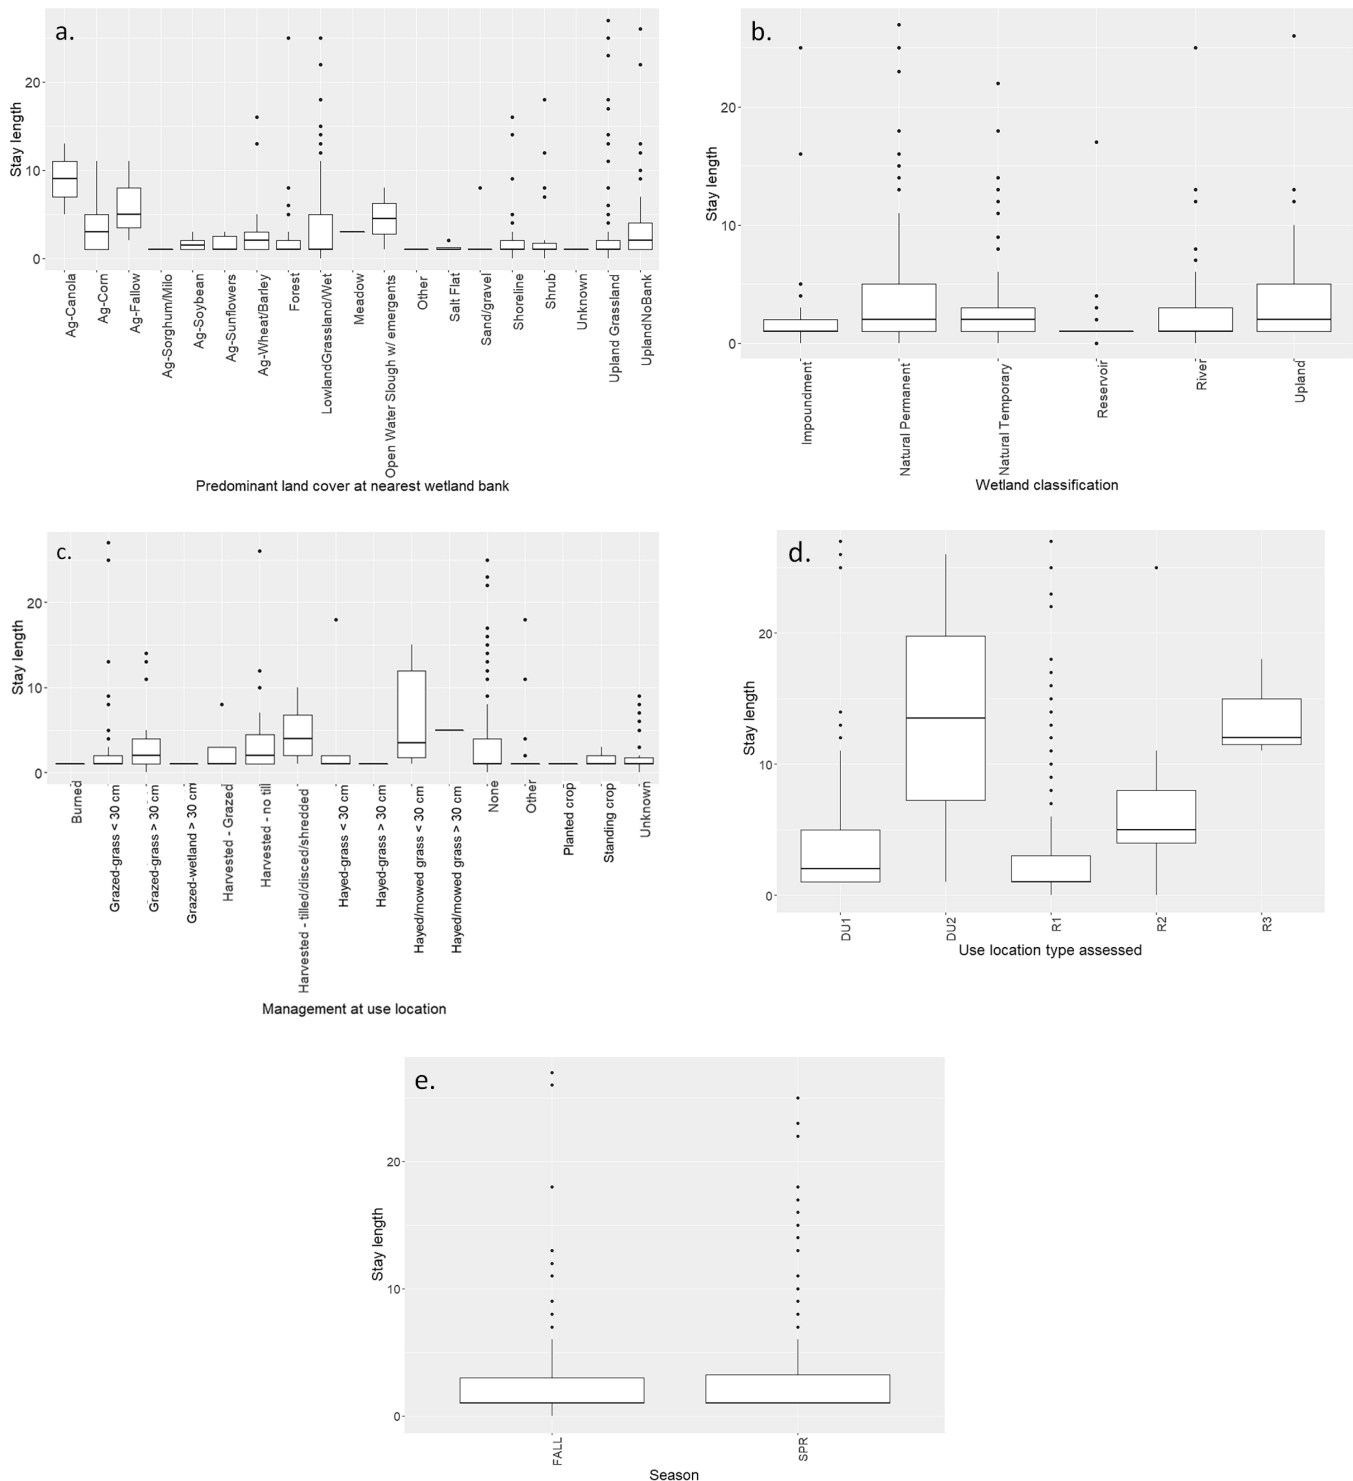 a.
Stay length
20
10
0
Ag-Canola
Ag-Corn
Ag-Fallow
Ag-Sorghum/Milo
Ag-Soybean
Ag-Sunflowers
Ag-Wheat/Barley
Forest
LowlandGrassland/Wet
Meadow
Open Water Slough w/ emergents
Other
Salt Flat
Sand/gravel
Shoreline
Shrub
Unknown
Upland Grassland
UplandNoBank
Predominant land cover at nearest wetland bank
b.
Stay length
20
10
0
Impoundment
Natural Permanent
Natural Temporary
Reservoir
River
Upland
Wetland classification
c.
Stay length
20
10
0
Burned
Grazed-grass < 30 cm
Grazed-grass > 30 cm
Grazed-wetland > 30 cm
Harvested - Grazed
Harvested - no till
Harvested - tilled/disced/shredded
Hayed-grass < 30 cm
Hayed-grass > 30 cm
Hayed/mowed grass < 30 cm
Hayed/mowed grass > 30 cm
None
Other
Planted crop
Standing crop
Unknown
Management at use location
d.
Stay length
20
10
0
DU1
DU2
R1
R2
R3
Use location type assessed
e.
Stay length
20
10
0
FALL
SPR
Season